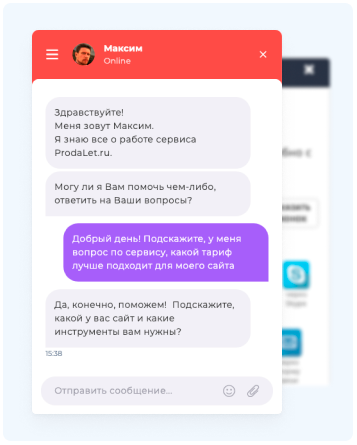 Максим
Online
Здравствуйте!
Меня зовут Максим.
Я знаю все о работе сервиса
ProdaLet.ru.
Могу ли я Вам помочь чем-либо,
ответить на Ваши вопросы?
Добрый день! Подскажите, у меня
вопрос по сервису, какой тариф
лучше подходит для моего сайта
Да, конечно, поможем! Подскажите,
какой у вас сайт и какие
инструменты вам нужны?
15:38
Отправить сообщение...